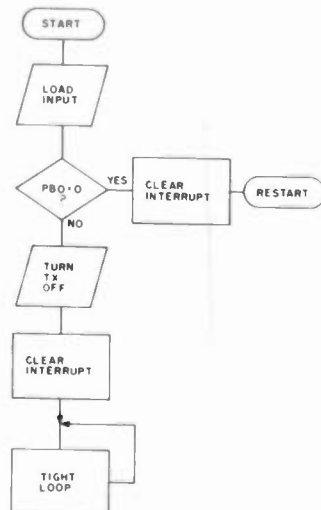 START
LOAD
INPUT
PB0=0
?
YES
CLEAR
INTERRUPT
RESTART
NO
TURN
TX
OFF
CLEAR
INTERRUPT
TIGHT
LOOP